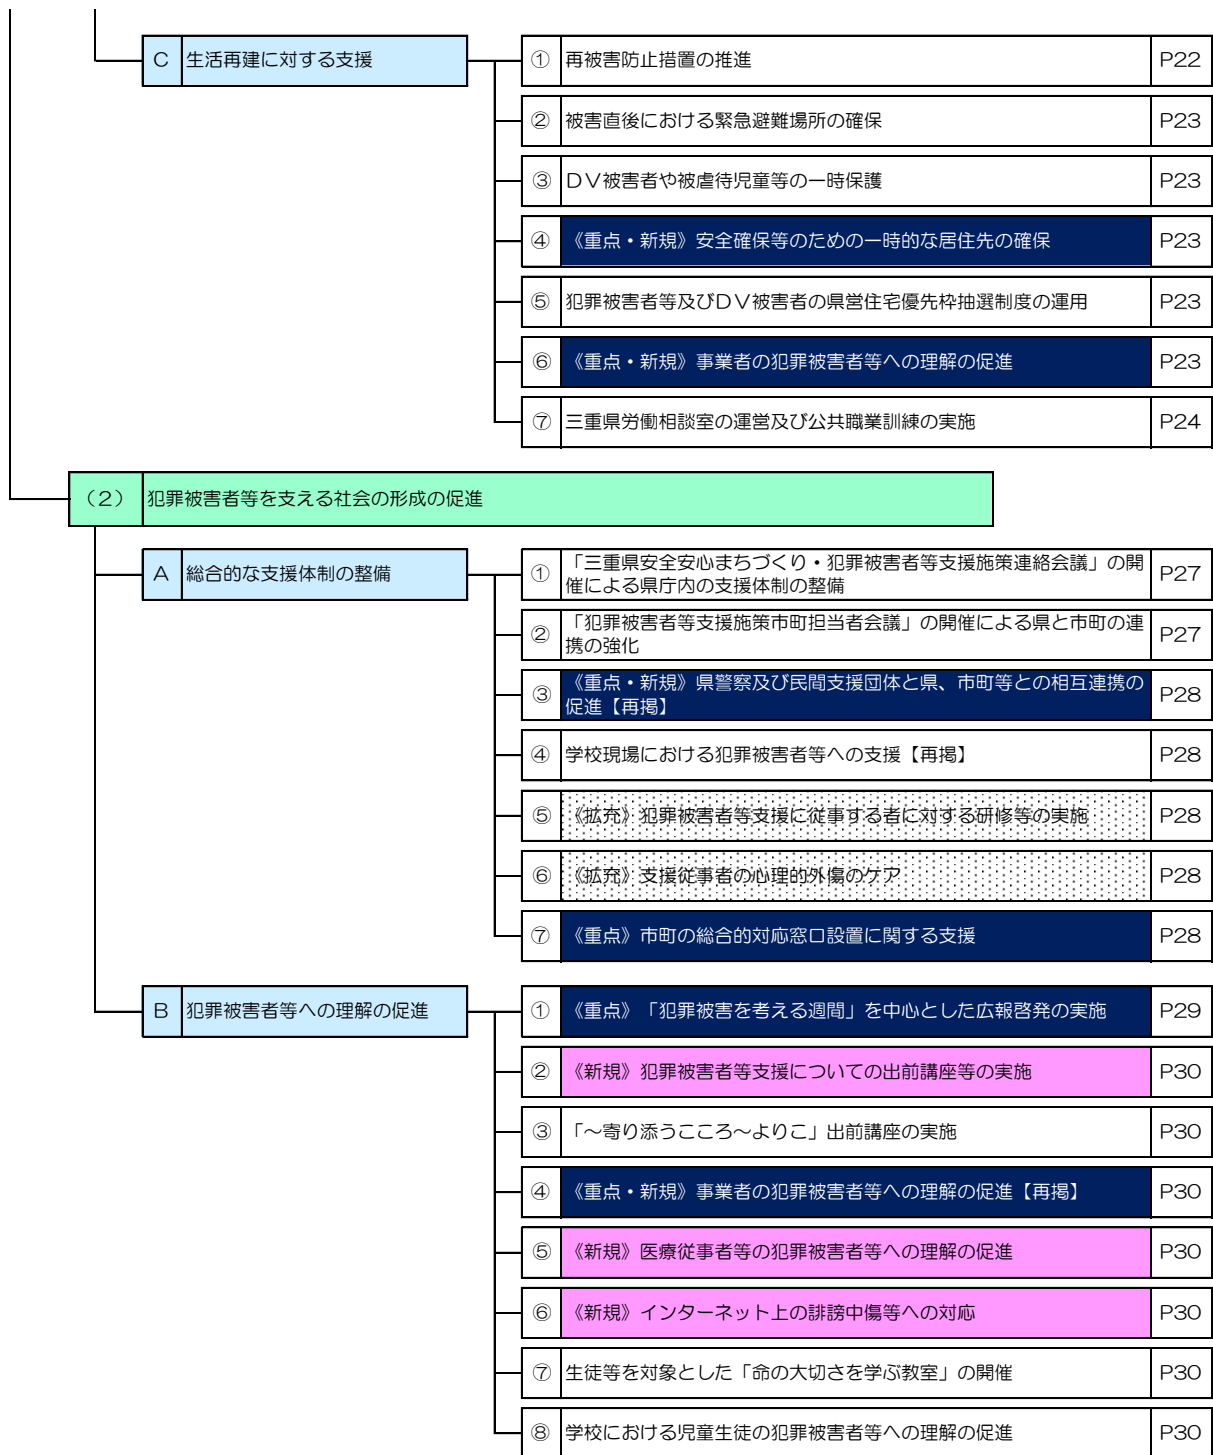 C 生活再建に対する支援
① 再被害防止措置の推進 P22
② 被害直後における緊急避難場所の確保 P23
③ DV被害者や被虐待児童等の一時保護 P23
④ 《重点・新規》安全確保等のための一時的な居住先の確保 P23
⑤ 犯罪被害者等及びDV被害者の県営住宅優先枠抽選制度の運用 P23
⑥ 《重点・新規》事業者の犯罪被害者等への理解の促進 P23
⑦ 三重県労働相談室の運営及び公共職業訓練の実施 P24
(2) 犯罪被害者等を支える社会の形成の促進
A 総合的な支援体制の整備
① 「三重県安全安心まちづくり・犯罪被害者等支援施策連絡会議」の開
催による県庁内の支援体制の整備 P27
② 「犯罪被害者等支援施策市町担当者会議」の開催による県と市町の連
携の強化 P27
③ 《重点・新規》県警察及び民間支援団体と県、市町等との相互連携の
促進【再掲】 P28
④ 学校現場における犯罪被害者等への支援【再掲】 P28
⑤ 《拡充》犯罪被害者等支援に従事する者に対する研修等の実施 P28
⑥ 《拡充》支援従事者の心理的外傷のケア P28
⑦ 《重点》市町の総合的対応窓口設置に関する支援 P28
B 犯罪被害者等への理解の促進
① 《重点》「犯罪被害を考える週間」を中心とした広報啓発の実施 P29
② 《新規》犯罪被害者等支援についての出前講座等の実施 P30
③ 「~寄り添うこころ~よりこ」出前講座の実施 P30
④ 《重点・新規》事業者の犯罪被害者等への理解の促進【再掲】 P30
⑤ 《新規》医療従事者等の犯罪被害者等への理解の促進 P30
⑥ 《新規》インターネット上の誹謗中傷等への対応 P30
⑦ 生徒等を対象とした「命の大切さを学ぶ教室」の開催 P30
⑧ 学校における児童生徒の犯罪被害者等への理解の促進 P30